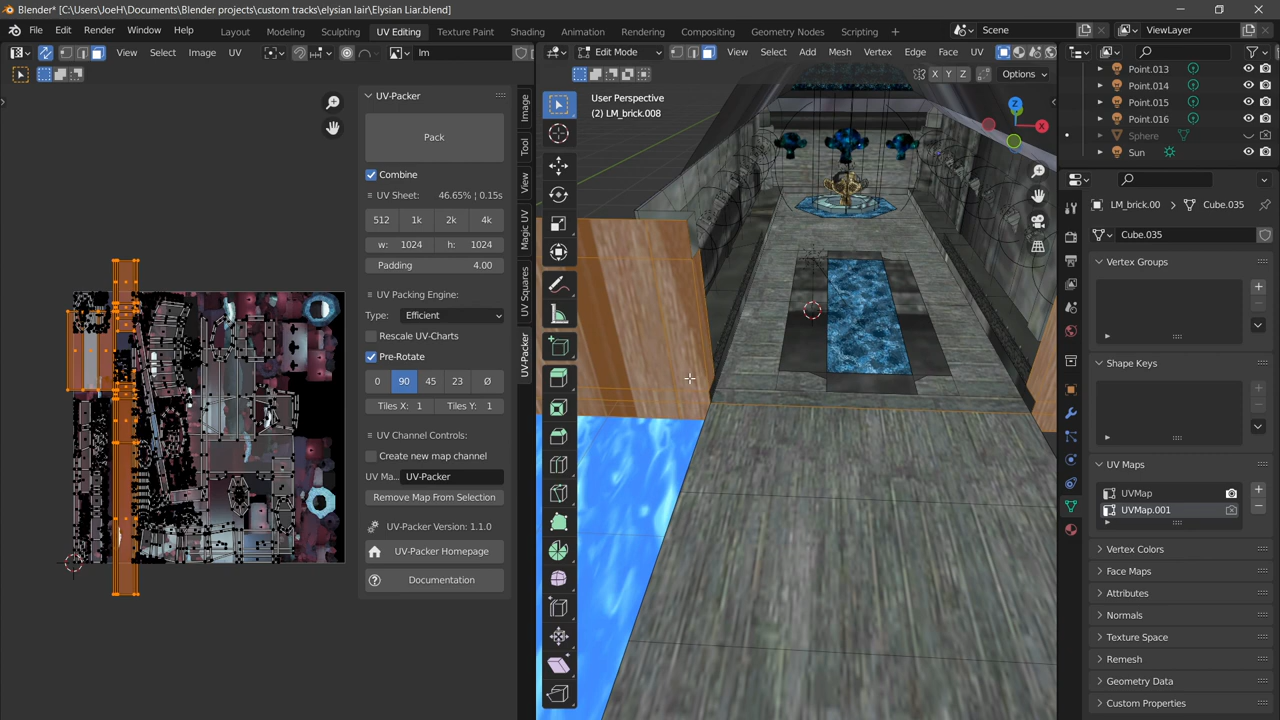 Blender* [C:\Users\JoeH\Documents\Blender projects\custom tracks\elysian lair\Elysian Liar.blend]
File Edit Render Window Help Layout Modeling Sculpting UV Editing Texture Paint Shading Animation Rendering Compositing Geometry Nodes Scripting Scene ViewLayer
View Select Image UV lm
Edit Mode View Select Add Mesh Vertex Edge Face UV
X Y Z Options
User Perspective
(2) LM_brick.008
Z
X
UV-Packer
Pack
Combine
UV Sheet: 46.65% ¦ 0.15s
512 1k 2k 4k
w: 1024 h: 1024
Padding 4.00
UV Packing Engine:
Type: Efficient
Rescale UV-Charts
Pre-Rotate
0 90 45 23 Ø
Tiles X: 1 Tiles Y: 1
UV Channel Controls:
Create new map channel
UV Ma... UV-Packer
Remove Map From Selection
UV-Packer Version: 1.1.0
UV-Packer Homepage
Documentation
Image
Tool
View
Magic UV
UV Squares
UV-Packer
Point.013
Point.014
Point.015
Point.016
Sphere
Sun
LM_brick.00 Cube.035
Cube.035
Vertex Groups
Shape Keys
UV Maps
UVMap
UVMap.001
Vertex Colors
Face Maps
Attributes
Normals
Texture Space
Remesh
Geometry Data
Custom Properties